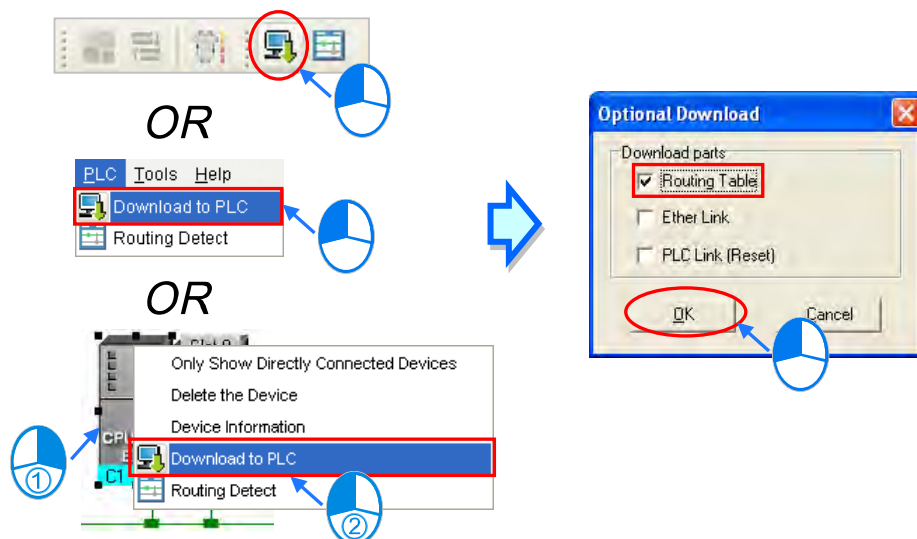 OR
PLC Tools Help
Download to PLC
Routing Detect
OR
Only Show Directly Connected Devices
Delete the Device
Device Information
Download to PLC
Routing Detect
C1
①
②
Optional Download
Download parts
Routing Table
Ether Link
PLC Link (Reset)
OK
Cancel